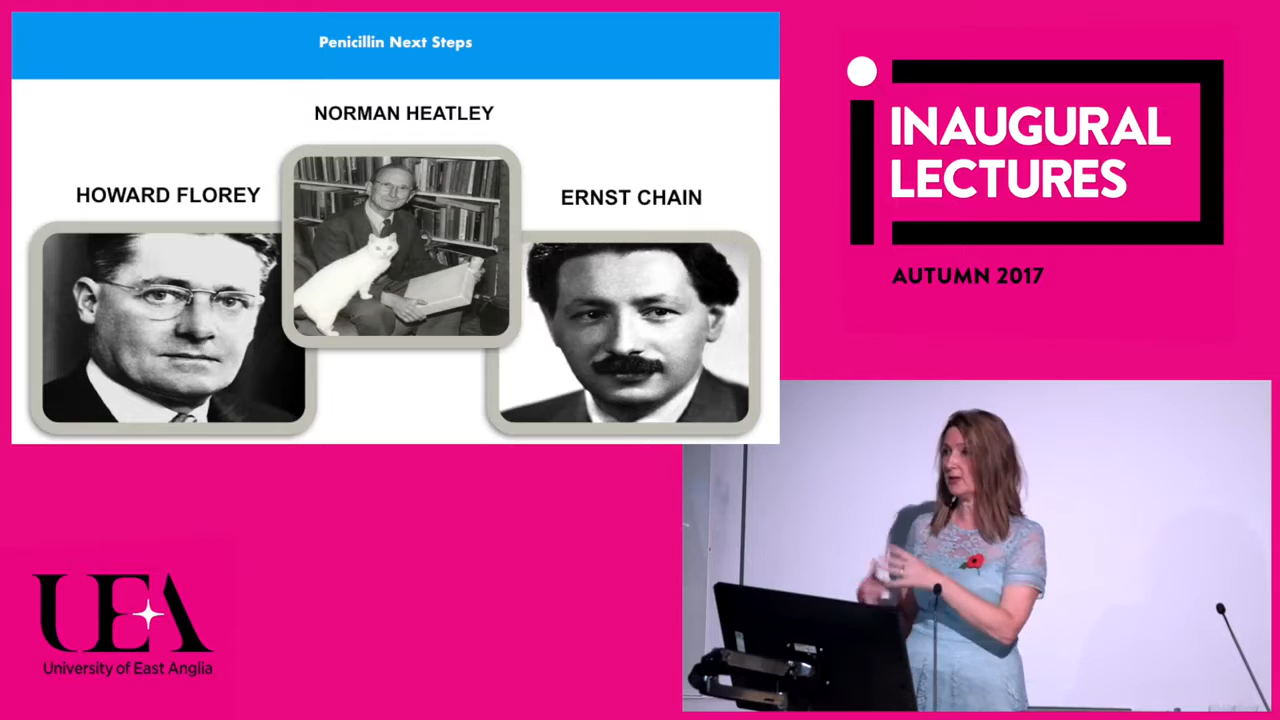 Penicillin Next Steps
NORMAN HEATLEY
HOWARD FLOREY
ERNST CHAIN
INAUGURAL
LECTURES
AUTUMN 2017
UEA
University of East Anglia